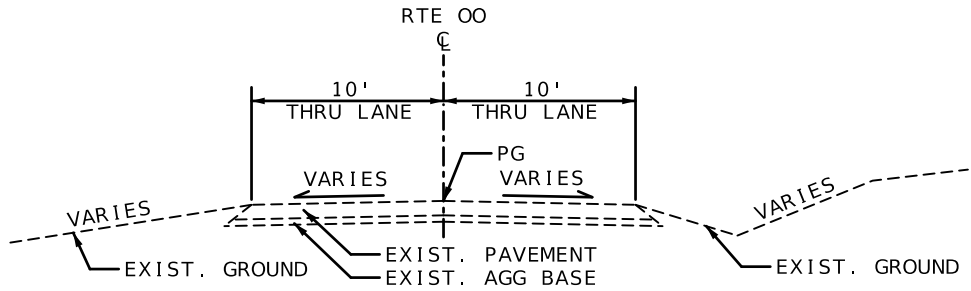 RTE OO
℄
10'
THRU LANE
10'
THRU LANE
PG
VARIES
VARIES
VARIES
VARIES
EXIST. PAVEMENT
EXIST. GROUND
EXIST. AGG BASE
EXIST. GROUND